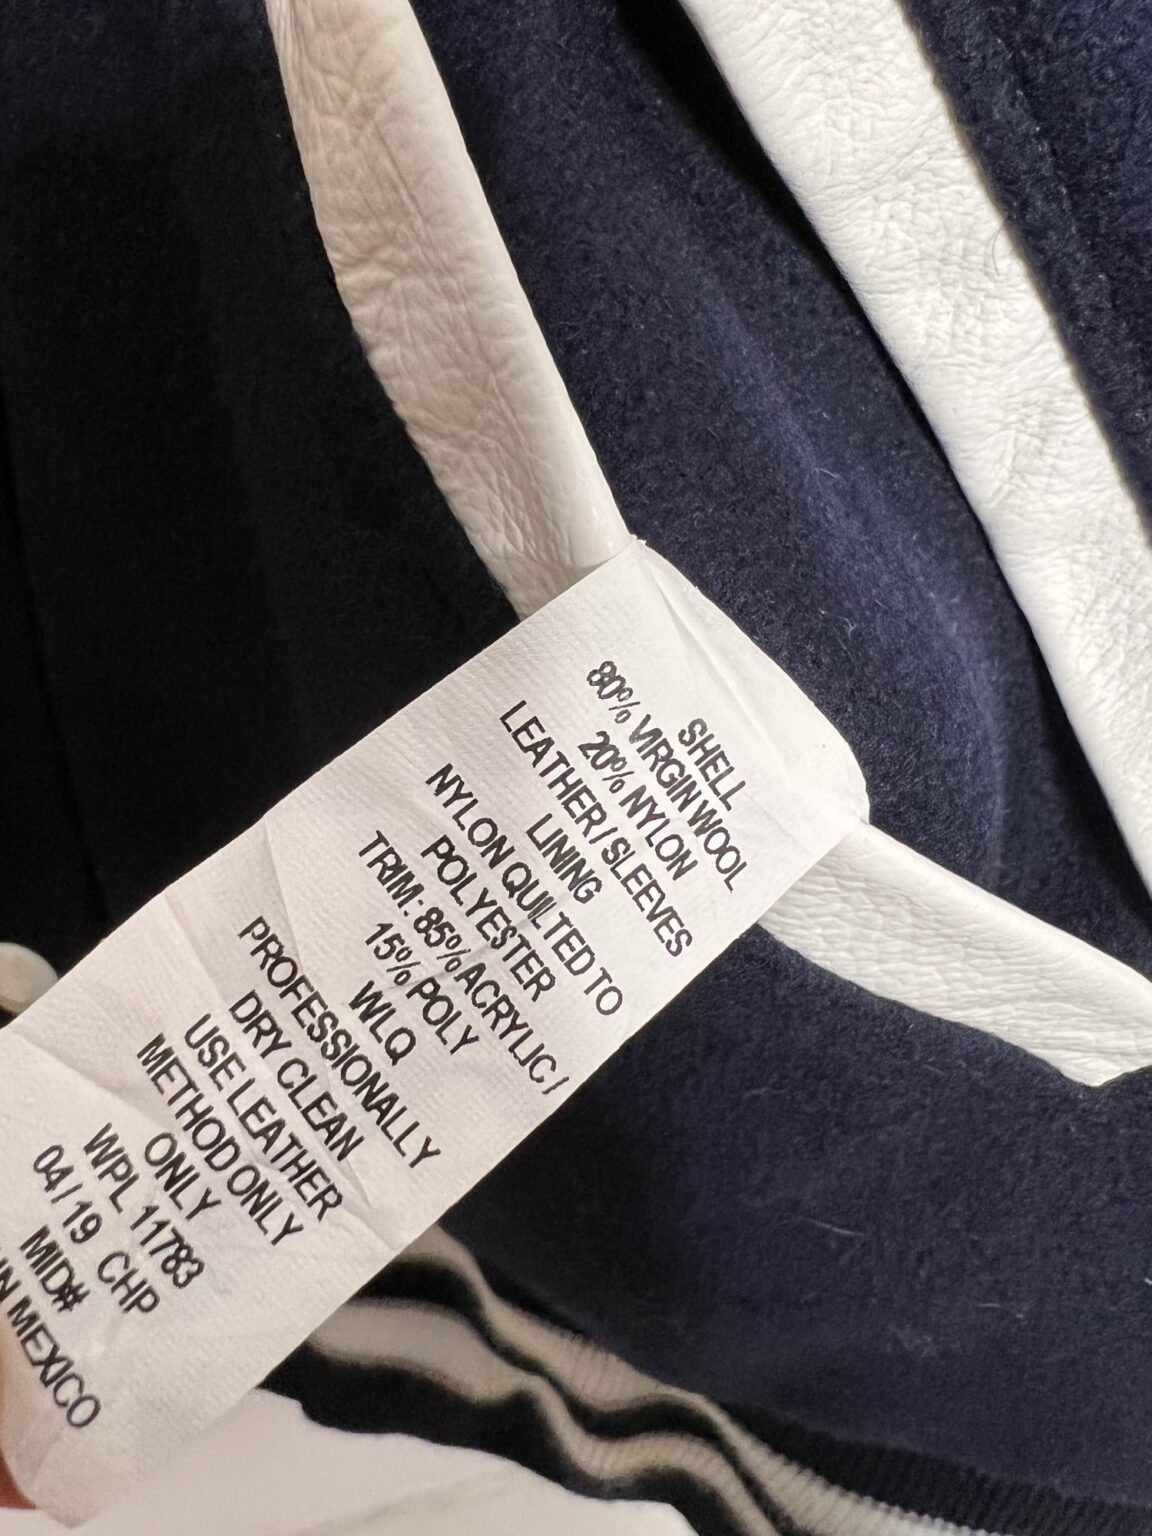 SHELL
80% VIRGIN WOOL
20% NYLON
LEATHER / SLEEVES
LINING
NYLON QUILTED TO
POLYESTER
TRIM: 85% ACRYLIC /
15% POLY
WLQ
PROFESSIONALLY
DRY CLEAN
USE LEATHER
METHOD ONLY
ONLY
WPL 11783
04 / 19 CHP
MID#
IN MEXICO